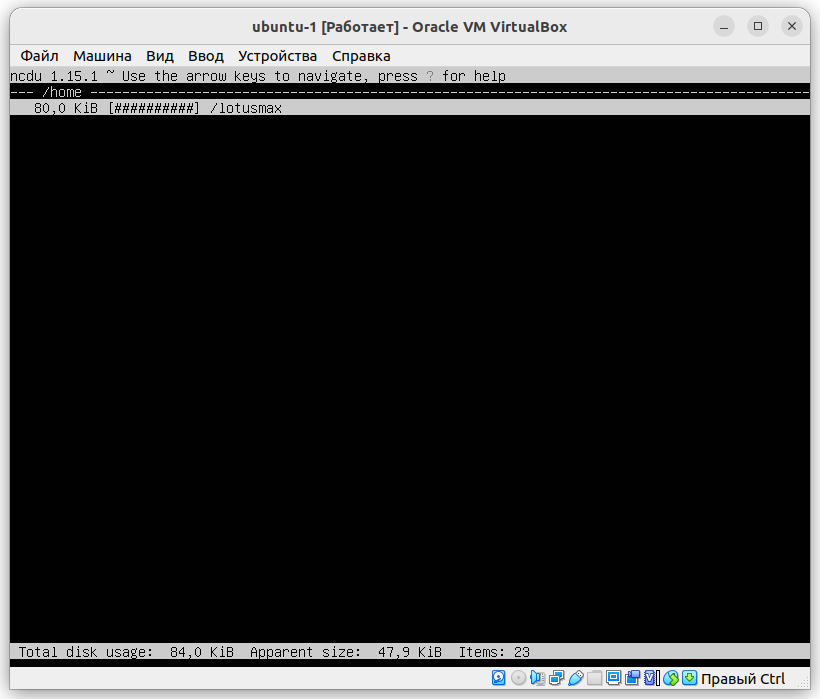 ubuntu-1 [Работает] - Oracle VM VirtualBox
Файл Машина Вид Ввод Устройства Справка
ncdu 1.15.1 ~ Use the arrow keys to navigate, press ? for help
--- /home ------------------------------------------------------------------------------------------
80,0 KiB [##########] /lotusmax
Total disk usage: 84,0 KiB Apparent size: 47,9 KiB Items: 23
Правый Ctrl